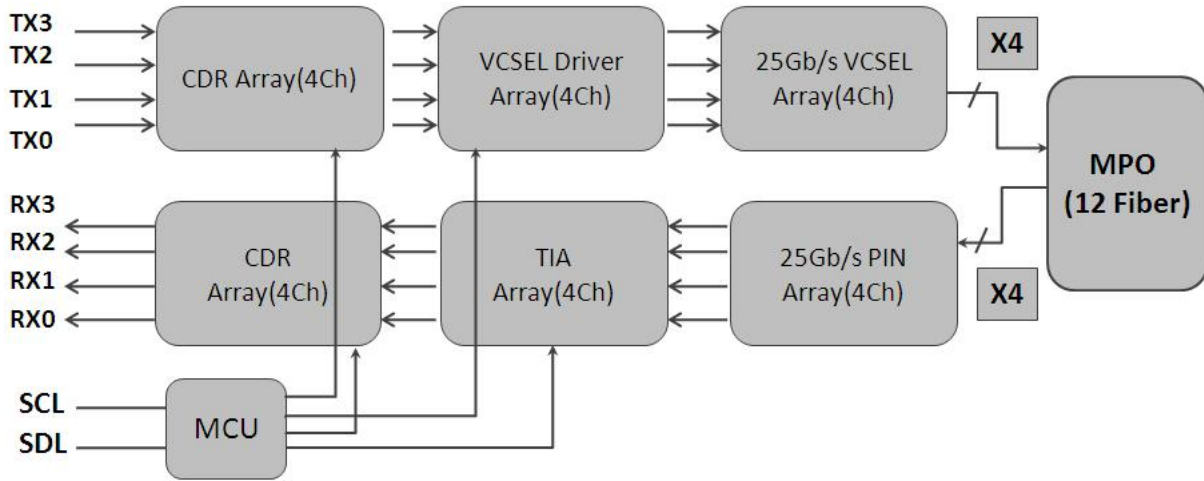 TX3
TX2
TX1
TX0
CDR Array(4Ch)
VCSEL Driver
Array(4Ch)
25Gb/s VCSEL
Array(4Ch)
X4
MPO
(12 Fiber)
RX3
RX2
RX1
RX0
CDR
Array(4Ch)
TIA
Array(4Ch)
25Gb/s PIN
Array(4Ch)
X4
SCL
SDL
MCU